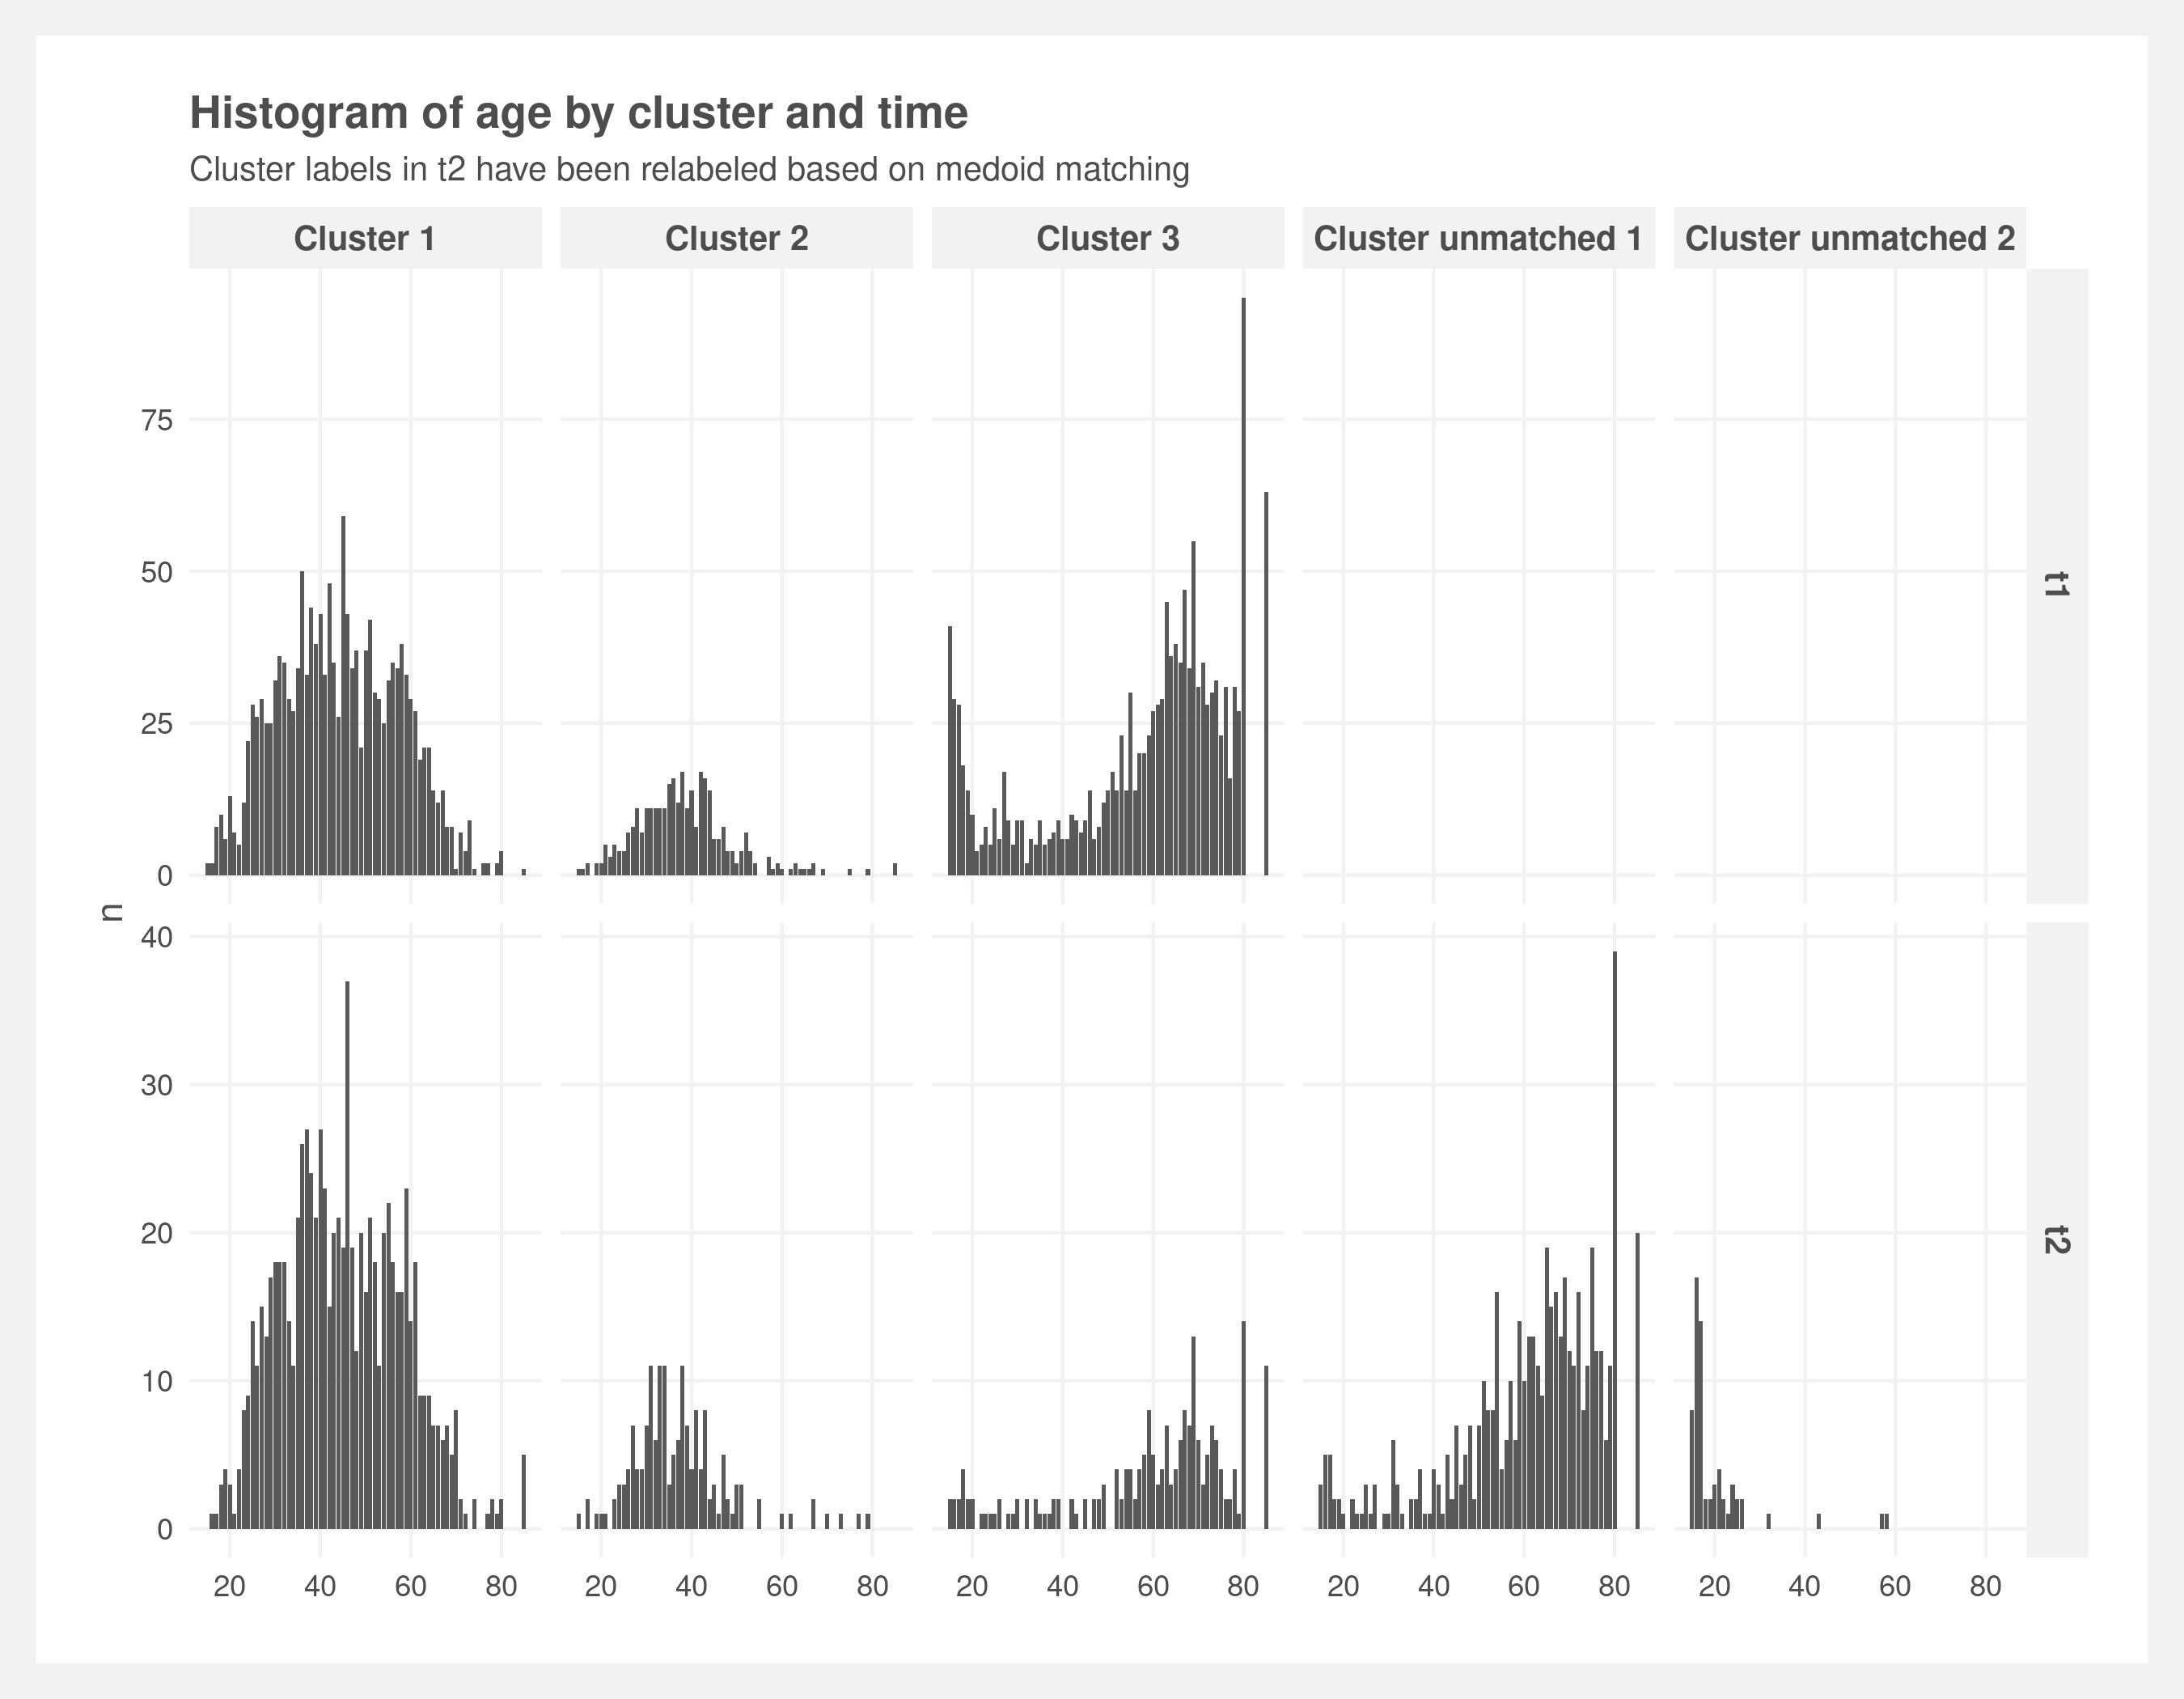 Histogram of age by cluster and time
Cluster labels in t2 have been relabeled based on medoid matching
Cluster 1 Cluster 2 Cluster 3 Cluster unmatched 1 Cluster unmatched 2
75
50
25
0
t1
n
40
30
20
10
0
t2
20 40 60 80 20 40 60 80 20 40 60 80 20 40 60 80 20 40 60 80